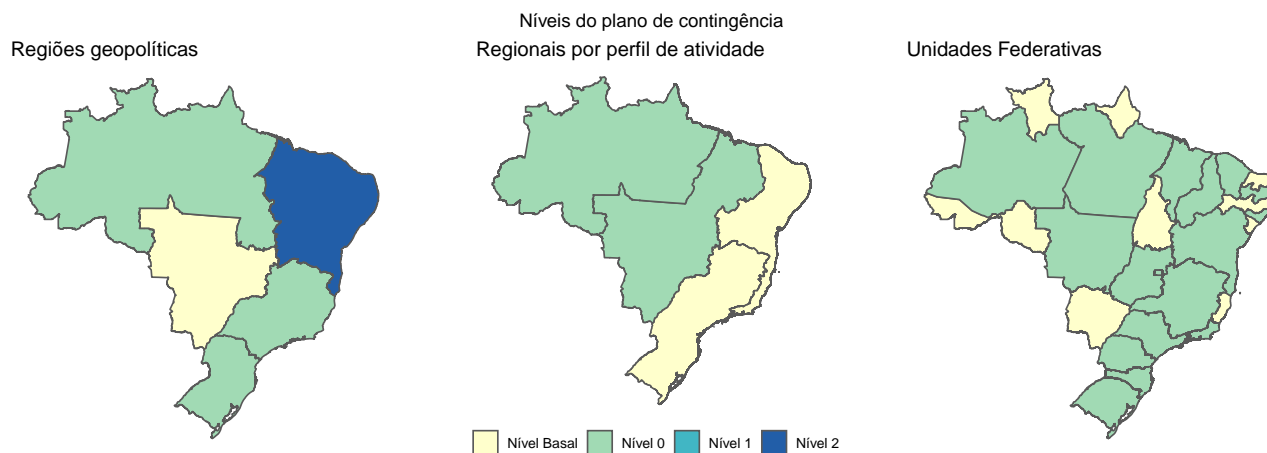 Níveis do plano de contingência
Regiões geopolíticas
Regionais por perfil de atividade
Unidades Federativas
Nível Basal
Nível 0
Nível 1
Nível 2